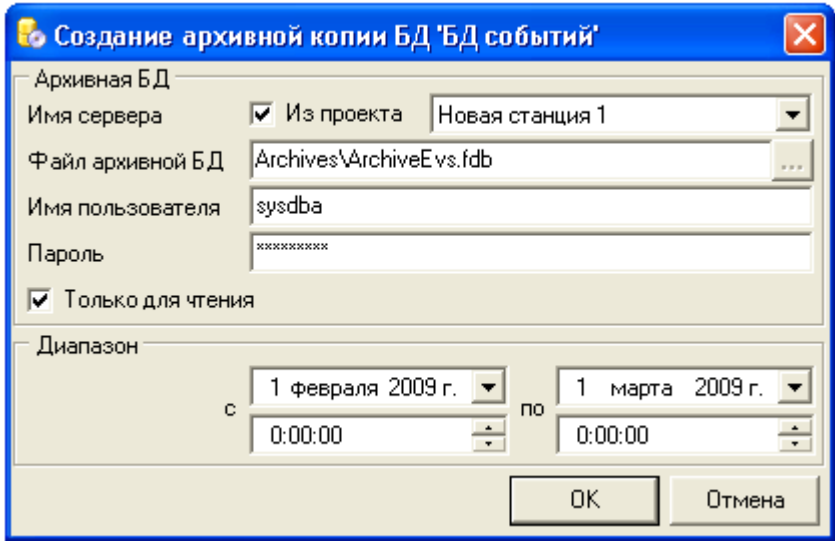 Создание архивной копии БД 'БД событий'
Архивная БД
Имя сервера Из проекта Новая станция 1
Файл архивной БД Archives\ArchiveEvs.fdb ...
Имя пользователя sysdba
Пароль *********
Только для чтения
Диапазон
с 1 февраля 2009 г. по 1 марта 2009 г.
0:00:00 0:00:00
OK Отмена